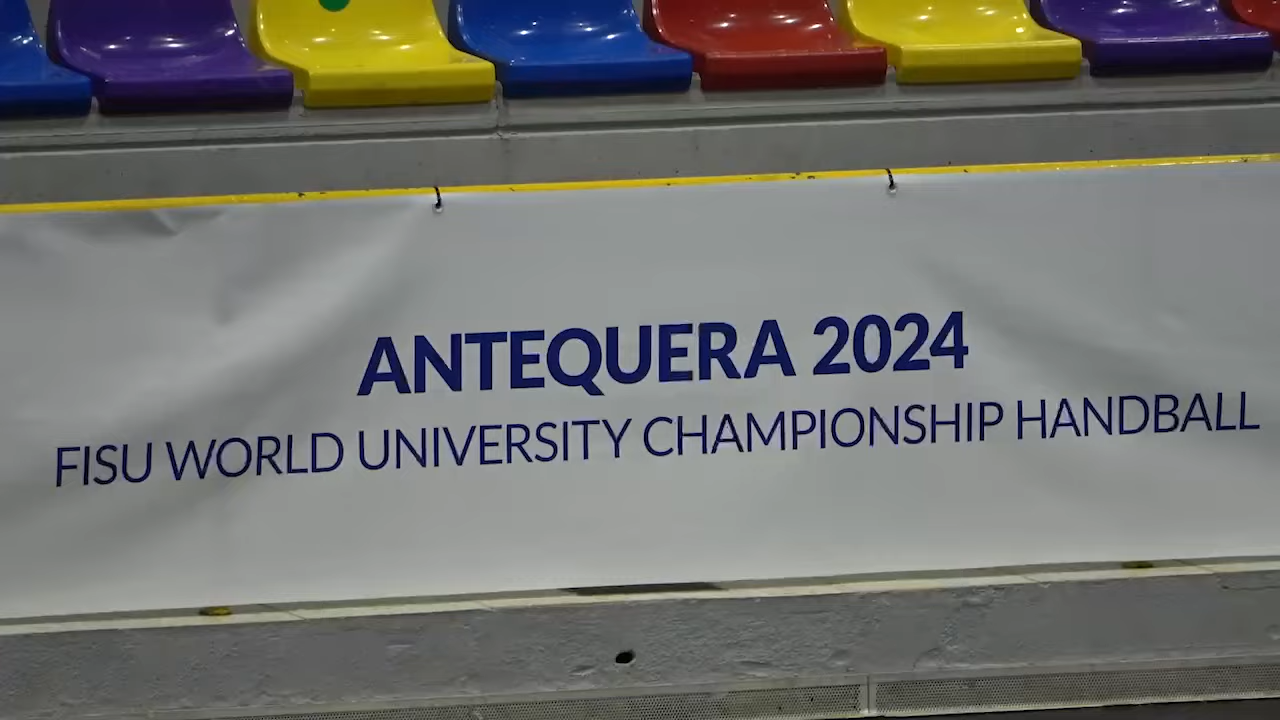 ANTEQUERA 2024
FISU WORLD UNIVERSITY CHAMPIONSHIP HANDBALL